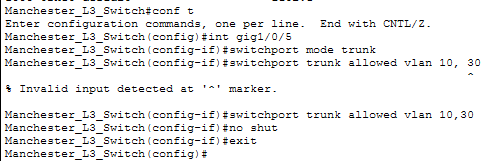 Manchester_L3_Switch#conf t
Enter configuration commands, one per line.  End with CNTL/Z.
Manchester_L3_Switch(config)#int gig1/0/5
Manchester_L3_Switch(config-if)#switchport mode trunk
Manchester_L3_Switch(config-if)#switchport trunk allowed vlan 10, 30
^
% Invalid input detected at '^' marker.
Manchester_L3_Switch(config-if)#switchport trunk allowed vlan 10,30
Manchester_L3_Switch(config-if)#no shut
Manchester_L3_Switch(config-if)#exit
Manchester_L3_Switch(config)#